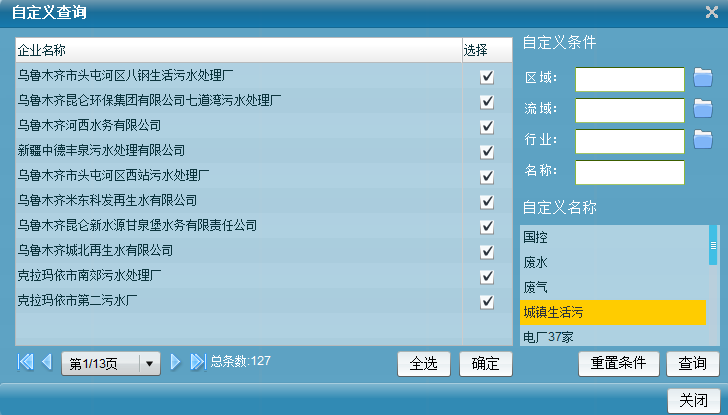 自定义查询
企业名称 选择
乌鲁木齐市头屯河区八钢生活污水处理厂
乌鲁木齐昆仑环保集团有限公司七道湾污水处理厂
乌鲁木齐河西水务有限公司
新疆中德丰泉污水处理有限公司
乌鲁木齐市头屯河区西站污水处理厂
乌鲁木齐米东科发再生水有限公司
乌鲁木齐昆仑新水源甘泉堡水务有限责任公司
乌鲁木齐城北再生水有限公司
克拉玛依市南郊污水处理厂
克拉玛依市第二污水厂
第1/13页
总条数:127
全选
确定
自定义条件
区域：
流域：
行业：
名称：
自定义名称
国控
废水
废气
城镇生活污
电厂37家
重置条件
查询
关闭